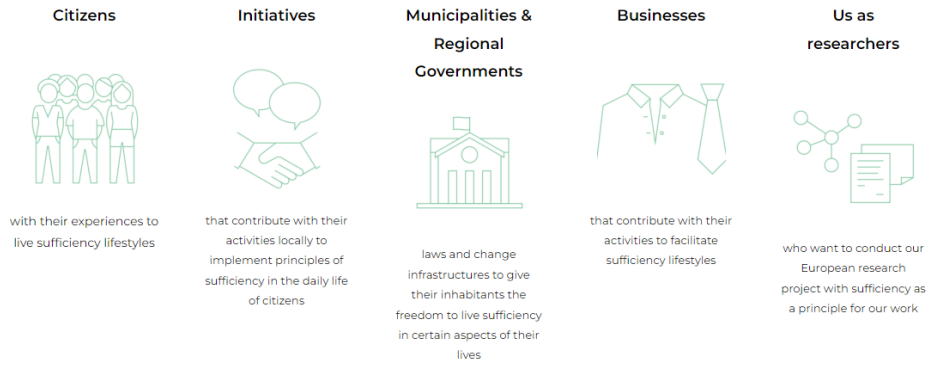 Citizens
with their experiences to
live sufficiency lifestyles
Initiatives
that contribute with their
activities locally to
implement principles of
sufficiency in the daily life
of citizens
Municipalities &
Regional
Governments
laws and change
infrastructures to give
their inhabitants the
freedom to live sufficiency
in certain aspects of their
lives
Businesses
that contribute with their
activities to facilitate
sufficiency lifestyles
Us as
researchers
who want to conduct our
European research
project with sufficiency as
a principle for our work